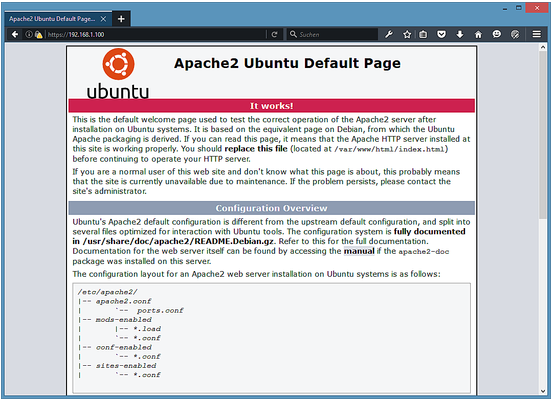 Apache2 Ubuntu Default Page...
https://192.168.1.100
Suchen
ubuntu
Apache2 Ubuntu Default Page
It works!
This is the default welcome page used to test the correct operation of the Apache2 server after
installation on Ubuntu systems. It is based on the equivalent page on Debian, from which the Ubuntu
Apache packaging is derived. If you can read this page, it means that the Apache HTTP server installed
at this site is working properly. You should replace this file (located at /var/www/html/index.html)
before continuing to operate your HTTP server.
If you are a normal user of this web site and don't know what this page is about, this probably means
that the site is currently unavailable due to maintenance. If the problem persists, please contact the
site's administrator.
Configuration Overview
Ubuntu's Apache2 default configuration is different from the upstream default configuration, and split into
several files optimized for interaction with Ubuntu tools. The configuration system is fully documented
in /usr/share/doc/apache2/README.Debian.gz. Refer to this for the full documentation.
Documentation for the web server itself can be found by accessing the manual if the apache2-doc
package was installed on this server.
The configuration layout for an Apache2 web server installation on Ubuntu systems is as follows:
/etc/apache2/
|-- apache2.conf
|       `--  ports.conf
|-- mods-enabled
|       |-- *.load
|       `-- *.conf
|-- conf-enabled
|       `-- *.conf
|-- sites-enabled
|       `-- *.conf